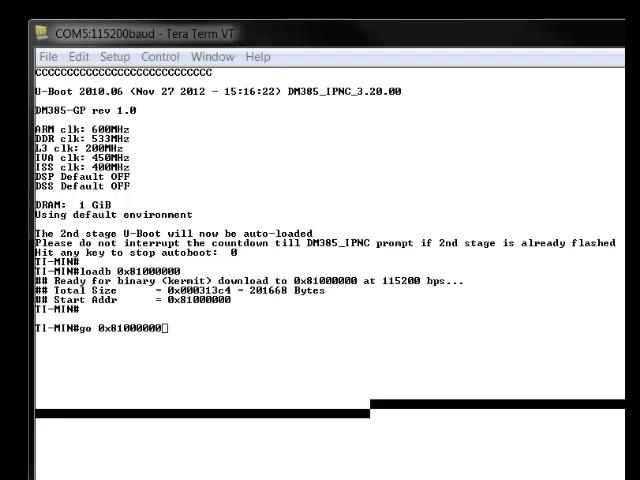 COM5:115200baud - Tera Term VT
File Edit Setup Control Window Help
CCCCCCCCCCCCCCCCCCCCCCCCCCCC
U-Boot 2010.06 (Nov 27 2012 - 15:16:22) DM385_IPNC_3.20.00
DM385-GP rev 1.0
ARM clk: 600MHz
DDR clk: 533MHz
L3 clk: 200MHz
IVA clk: 450MHz
ISS clk: 400MHz
DSP Default OFF
DSS Default OFF
DRAM:  1 GiB
Using default environment
The 2nd stage U-Boot will now be auto-loaded
Please do not interrupt the countdown till DM385_IPNC prompt if 2nd stage is already flashed
Hit any key to stop autoboot:  0
TI-MIN#
TI-MIN#loadb 0x81000000
## Ready for binary (kermit) download to 0x81000000 at 115200 bps...
## Total Size      = 0x000313c4 = 201668 Bytes
## Start Addr      = 0x81000000
TI-MIN#
TI-MIN#go 0x81000000